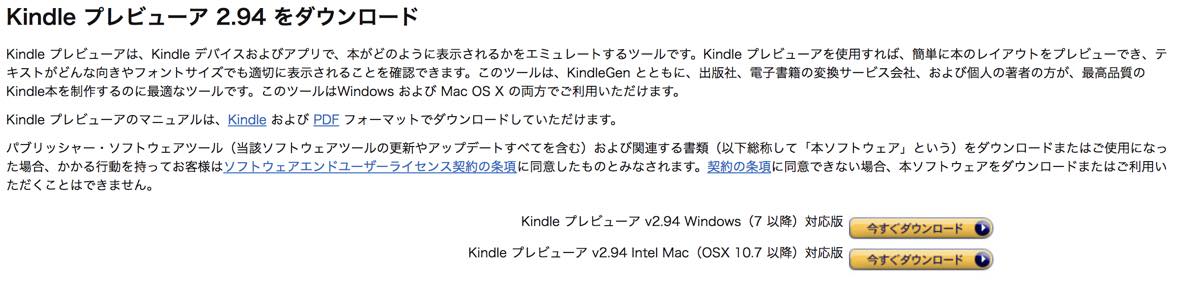 Kindle プレビューア 2.94 をダウンロード
Kindle プレビューアは、Kindle デバイスおよびアプリで、本がどのように表示されるかをエミュレートするツールです。Kindle プレビューアを使用すれば、簡単に本のレイアウトをプレビューでき、テ
キストがどんな向きやフォントサイズでも適切に表示されることを確認できます。このツールは、KindleGen とともに、出版社、電子書籍の変換サービス会社、および個人の著者の方が、最高品質の
Kindle本を制作するのに最適なツールです。このツールはWindows および Mac OS X の両方でご利用いただけます。
Kindle プレビューアのマニュアルは、Kindle および PDF フォーマットでダウンロードしていただけます。
パブリッシャー・ソフトウェアツール（当該ソフトウェアツールの更新やアップデートすべてを含む）および関連する書類（以下総称して「本ソフトウェア」という）をダウンロードまたはご使用になっ
た場合、かかる行動を持ってお客様はソフトウェアエンドユーザーライセンス契約の条項に同意したものとみなされます。契約の条項に同意できない場合、本ソフトウェアをダウンロードまたはご利用い
ただくことはできません。
Kindle プレビューア v2.94 Windows（7 以降）対応版 今すぐダウンロード
Kindle プレビューア v2.94 Intel Mac（OSX 10.7 以降）対応版 今すぐダウンロード